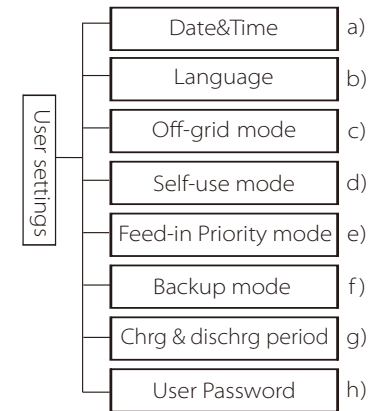 User settings
Date&Time a)
Language b)
Off-grid mode c)
Self-use mode d)
Feed-in Priority mode e)
Backup mode f)
Chrg & dischrg period g)
User Password h)